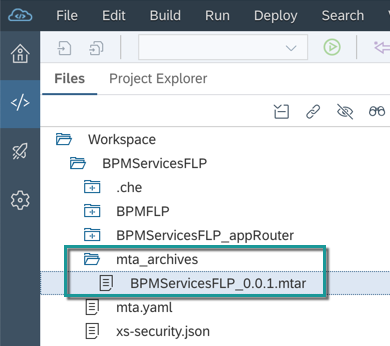 File Edit Build Run Deploy Search
Files Project Explorer
Workspace
BPMServicesFLP
.che
BPMFLP
BPMServicesFLP_appRouter
mta_archives
BPMServicesFLP_0.0.1.mtar
mta.yaml
xs-security.json